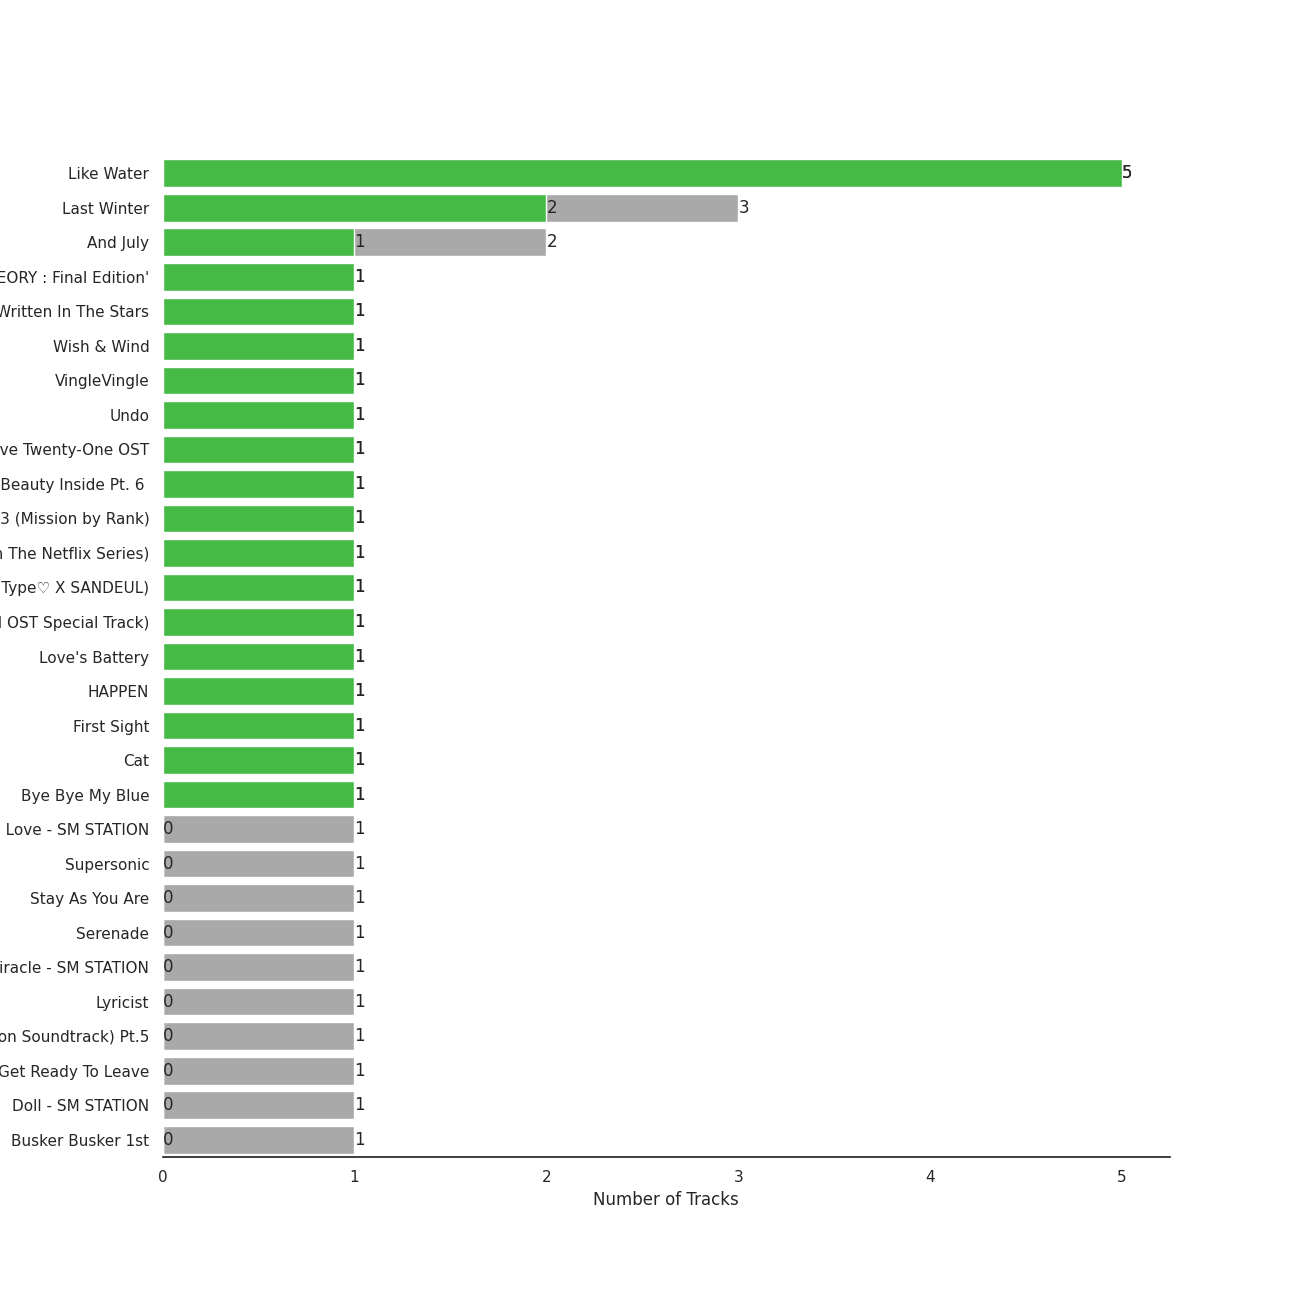 Like Water 5
Last Winter 2 3
And July 1 2
EORY : Final Edition' 1
Written In The Stars 1
Wish & Wind 1
VingleVingle 1
Undo 1
ve Twenty-One OST 1
Beauty Inside Pt. 6 1
3 (Mission by Rank) 1
n The Netflix Series) 1
Type♡ X SANDEUL) 1
OST Special Track) 1
Love's Battery 1
HAPPEN 1
First Sight 1
Cat 1
Bye Bye My Blue 1
Love - SM STATION 0 1
Supersonic 0 1
Stay As You Are 0 1
Serenade 0 1
iracle - SM STATION 0 1
Lyricist 0 1
on Soundtrack) Pt.5 0 1
Get Ready To Leave 0 1
Doll - SM STATION 0 1
Busker Busker 1st 0 1
0 1 2 3 4 5
Number of Tracks